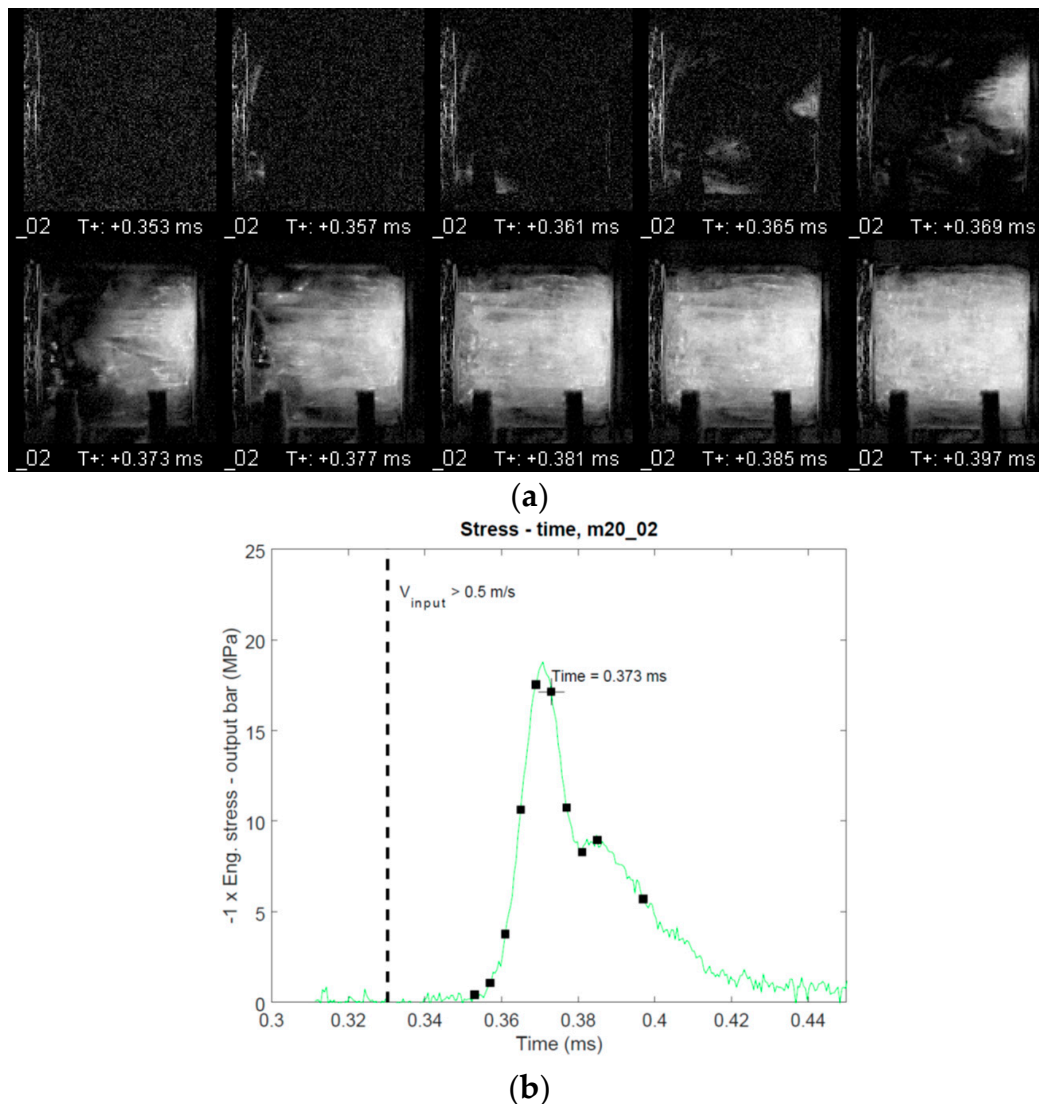 _02 T+: +0.353 ms _02 T+: +0.357 ms _02 T+: +0.361 ms _02 T+: +0.365 ms _02 T+: +0.369 ms
_02 T+: +0.373 ms _02 T+: +0.377 ms _02 T+: +0.381 ms _02 T+: +0.385 ms _02 T+: +0.397 ms
(a)
Stress - time, m20_02
25
V_input > 0.5 m/s
20
Time = 0.373 ms
15
10
5
0
-1 x Eng. stress - output bar (MPa)
0.3 0.32 0.34 0.36 0.38 0.4 0.42 0.44
Time (ms)
(b)